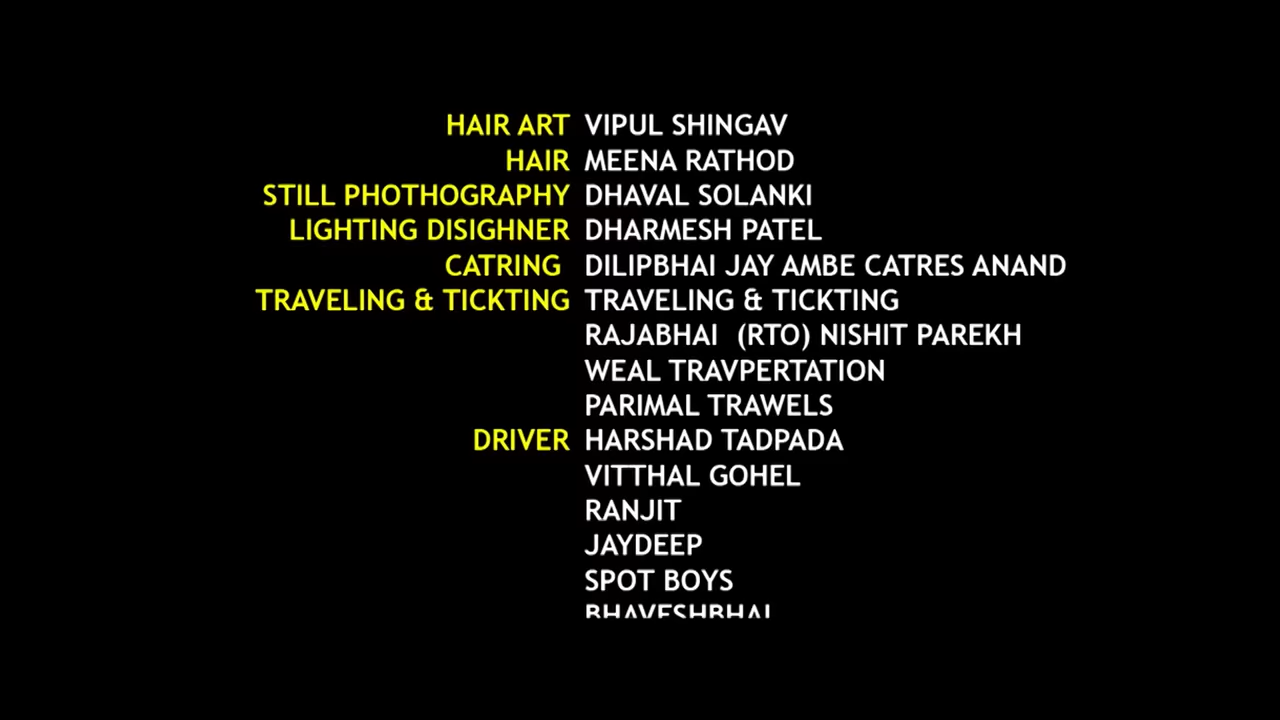 HAIR ART VIPUL SHINGAV
HAIR MEENA RATHOD
STILL PHOTHOGRAPHY DHAVAL SOLANKI
LIGHTING DISIGHNER DHARMESH PATEL
CATRING DILIPBHAI JAY AMBE CATRES ANAND
TRAVELING & TICKTING TRAVELING & TICKTING
RAJABHAI (RTO) NISHIT PAREKH
WEAL TRAVPERTATION
PARIMAL TRAWELS
DRIVER HARSHAD TADPADA
VITTHAL GOHEL
RANJIT
JAYDEEP
SPOT BOYS
BHAVESHBHAI